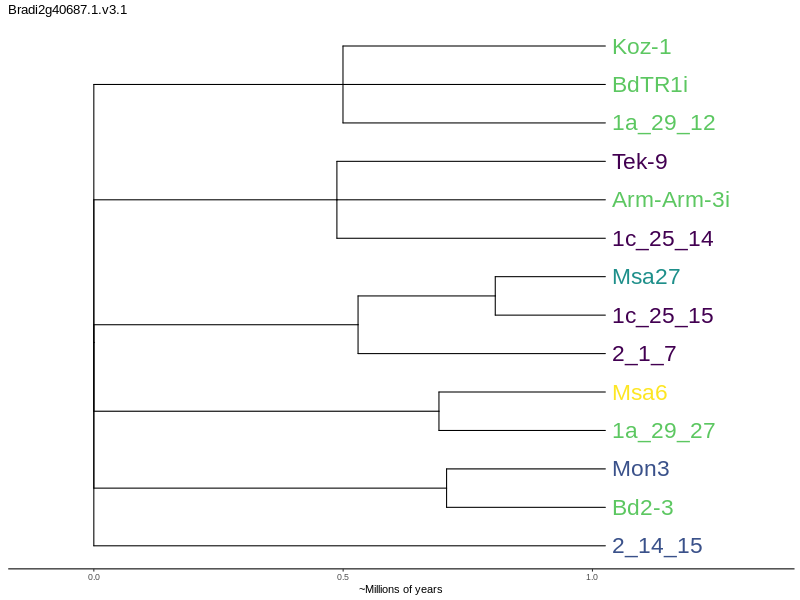 Bradi2g40687.1.v3.1
Koz-1
BdTR1i
1a_29_12
Tek-9
Arm-Arm-3i
1c_25_14
Msa27
1c_25_15
2_1_7
Msa6
1a_29_27
Mon3
Bd2-3
2_14_15
0.0 0.5 1.0
~Millions of years